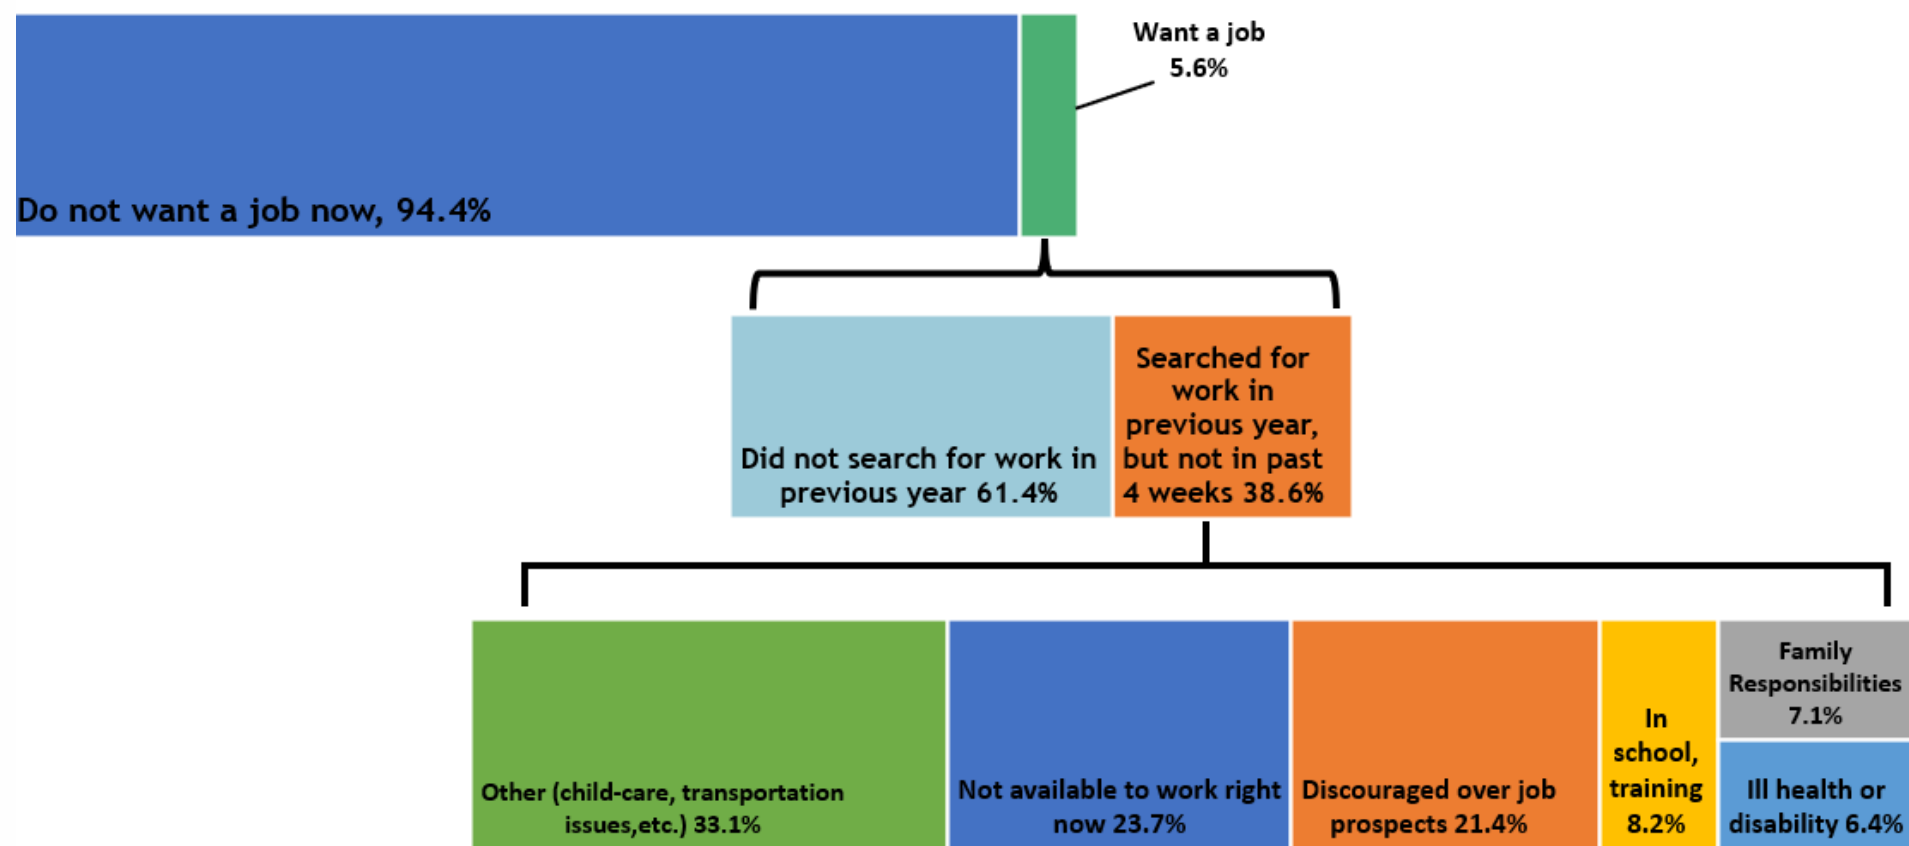 Want a job
5.6%
Do not want a job now, 94.4%
Did not search for work in
previous year 61.4%
Searched for
work in
previous year,
but not in past
4 weeks 38.6%
Other (child-care, transportation
issues,etc.) 33.1%
Not available to work right
now 23.7%
Discouraged over job
prospects 21.4%
In
school,
training
8.2%
Family
Responsibilities
7.1%
Ill health or
disability 6.4%